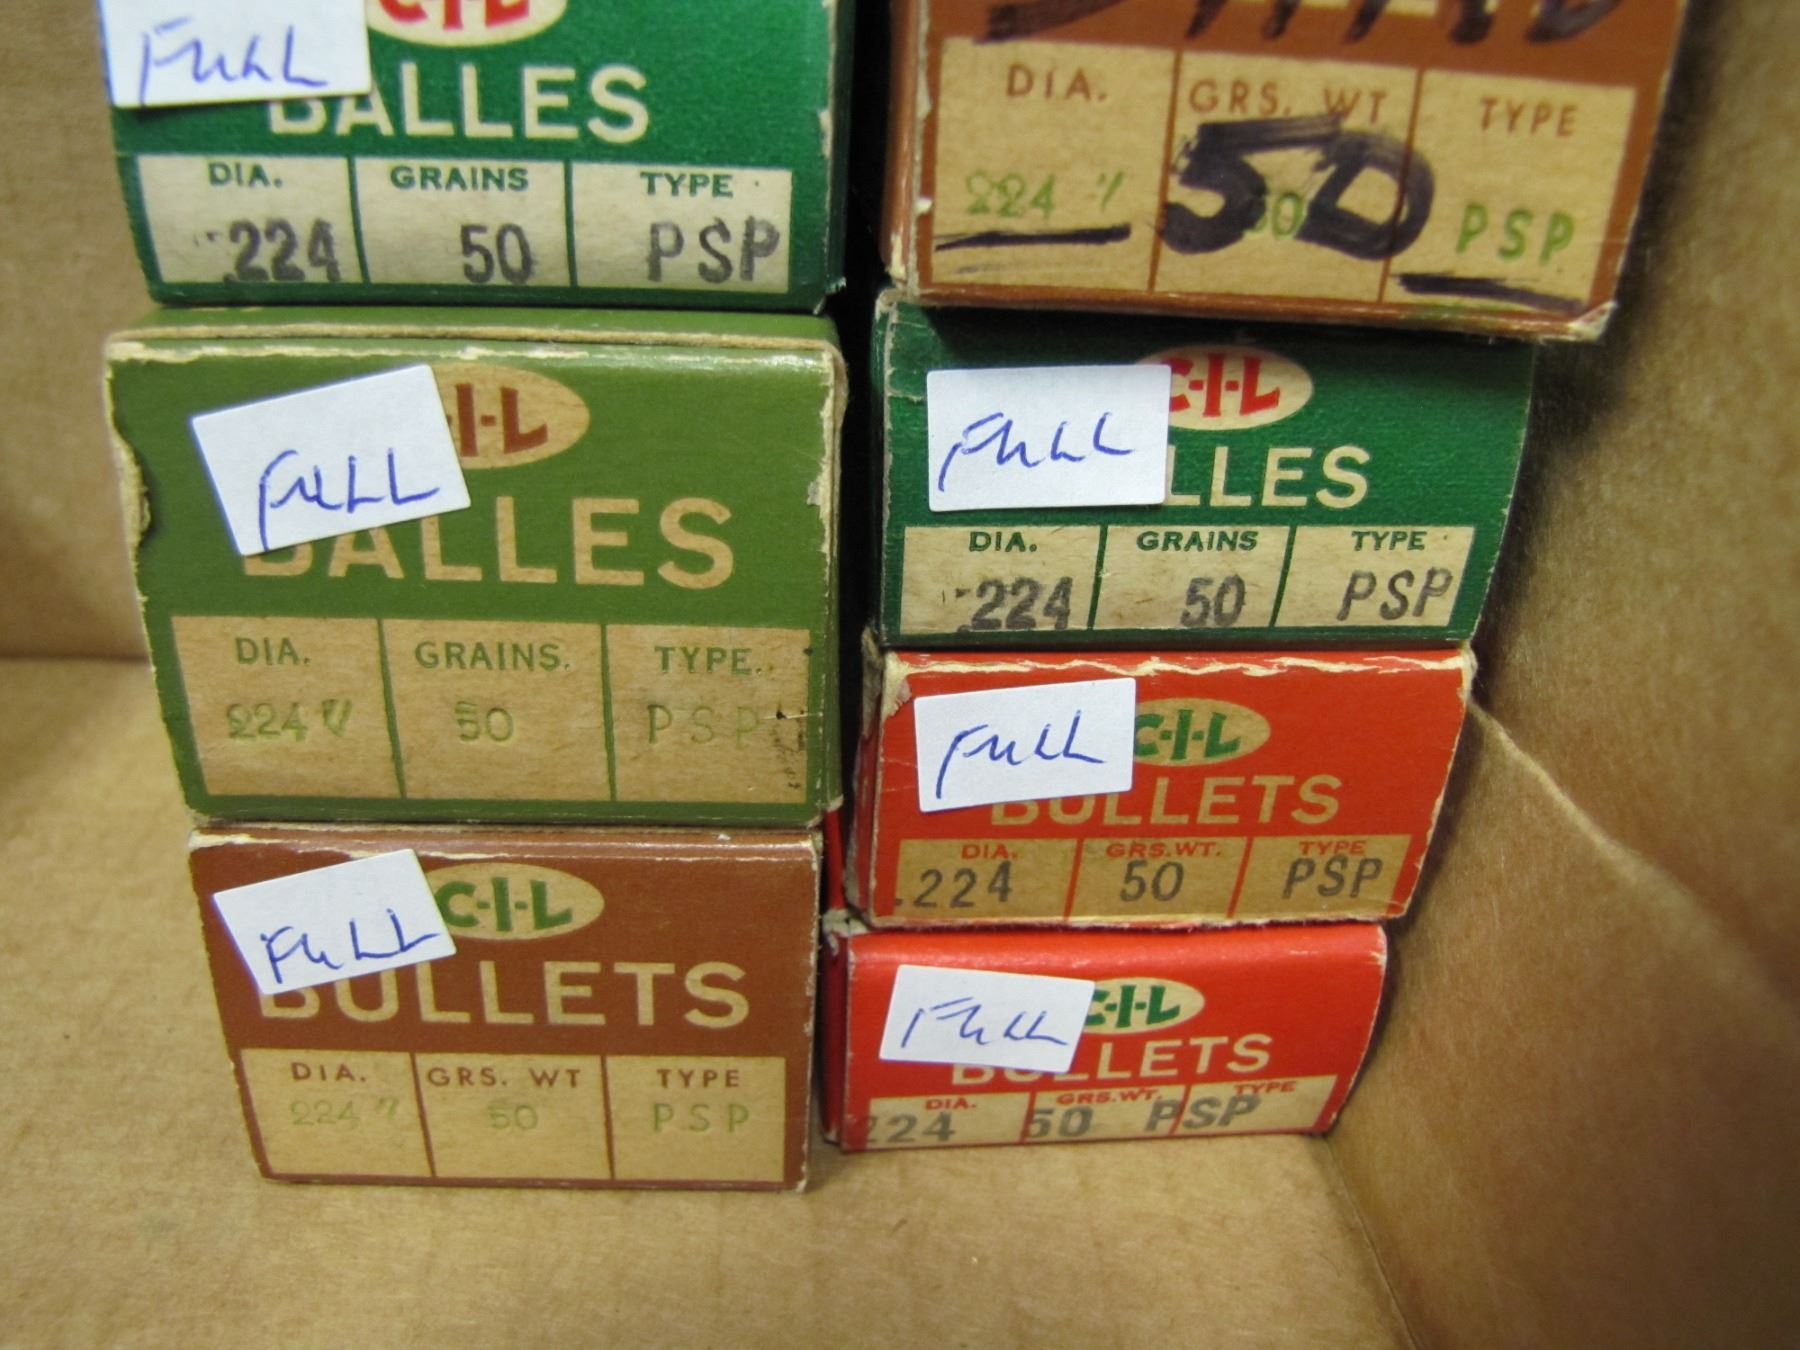 C-I-L
FULL
BALLES
DIA. GRAINS TYPE
.224 50 PSP
FULL
-I-L
BALLES
DIA. GRAINS. TYPE.
224" 50 PSP
FULL
C-I-L
BULLETS
DIA. GRS. WT TYPE
224" 50 PSP
DIA. GRS. WT TYPE
224" 50 PSP
50
C-I-L
FULL
LLES
DIA. GRAINS TYPE
.224 50 PSP
FULL
C-I-L
BULLETS
DIA. GRS.WT. TYPE
.224 50 PSP
FULL
C-I-L
BULLETS
DIA. GRS.WT. TYPE
224 50 PSP